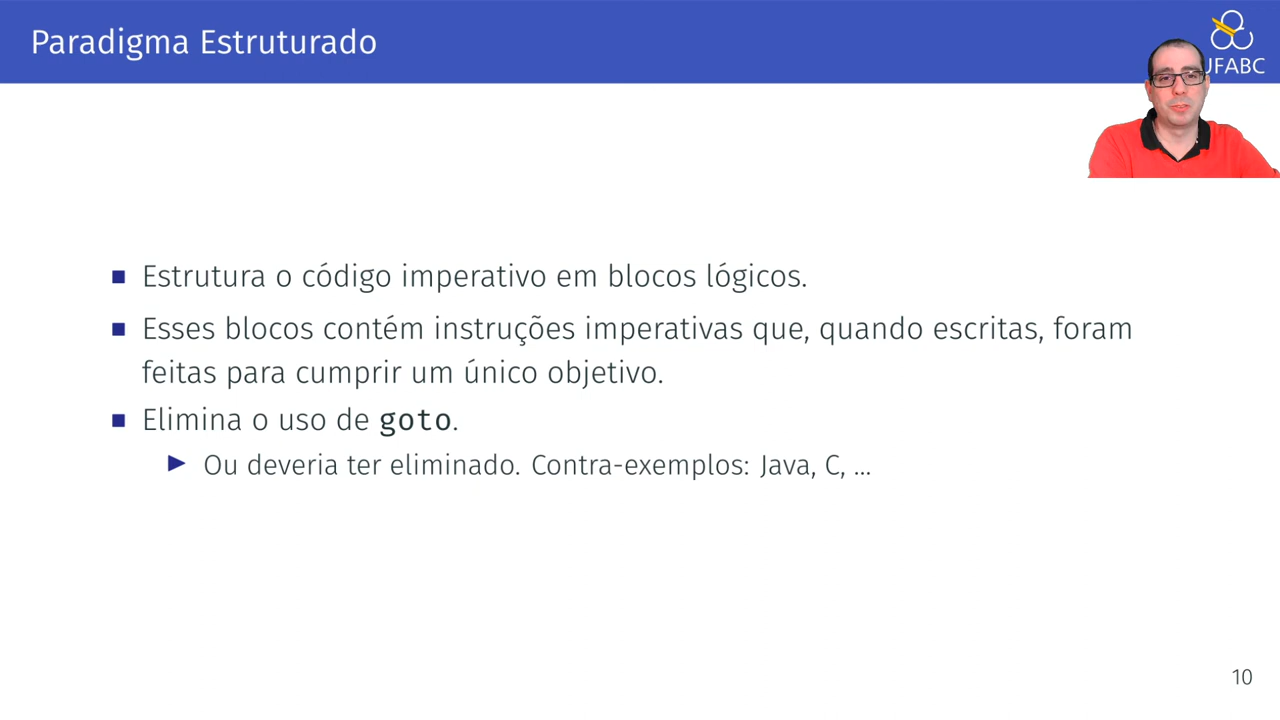 Paradigma Estruturado
UFABC
Estrutura o código imperativo em blocos lógicos.
Esses blocos contém instruções imperativas que, quando escritas, foram
feitas para cumprir um único objetivo.
Elimina o uso de goto.
Ou deveria ter eliminado. Contra-exemplos: Java, C, ...
10